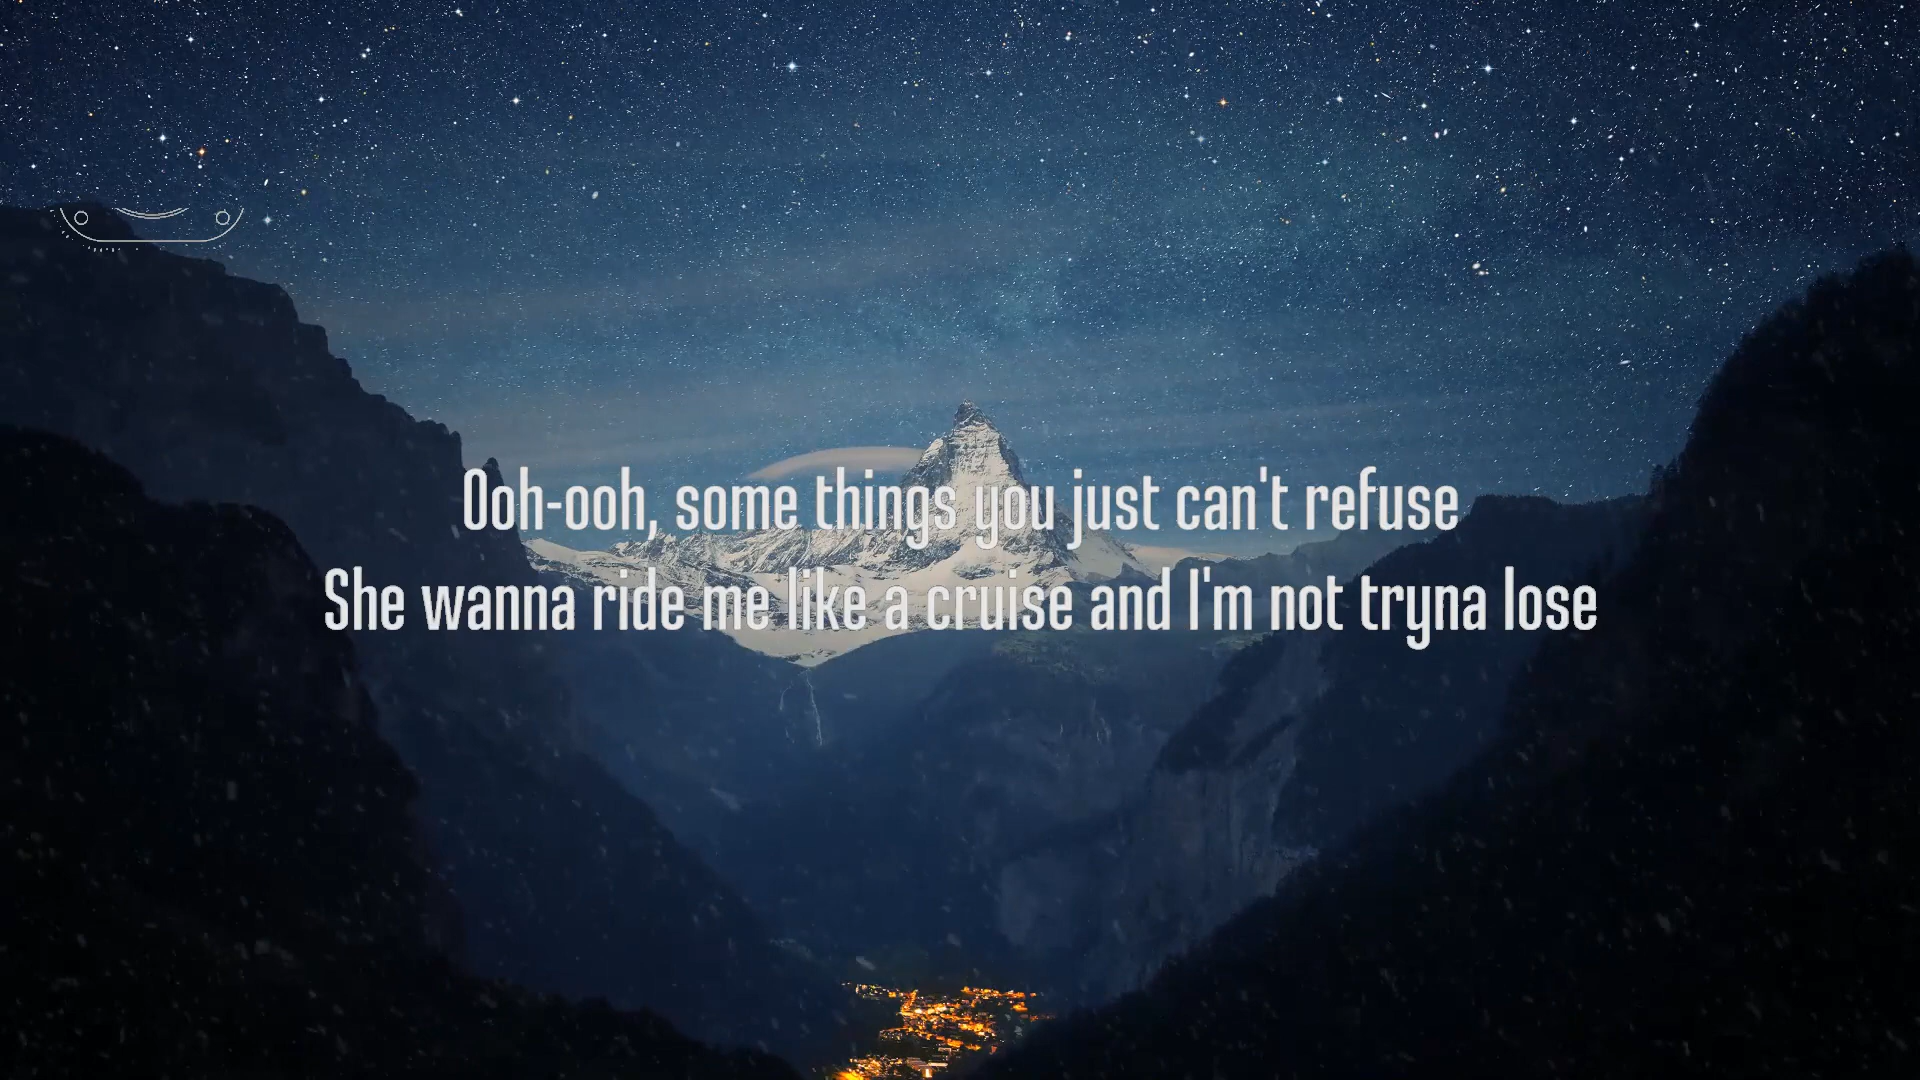 Ooh-ooh, some things you just can't refuse
She wanna ride me like a cruise and I'm not tryna lose